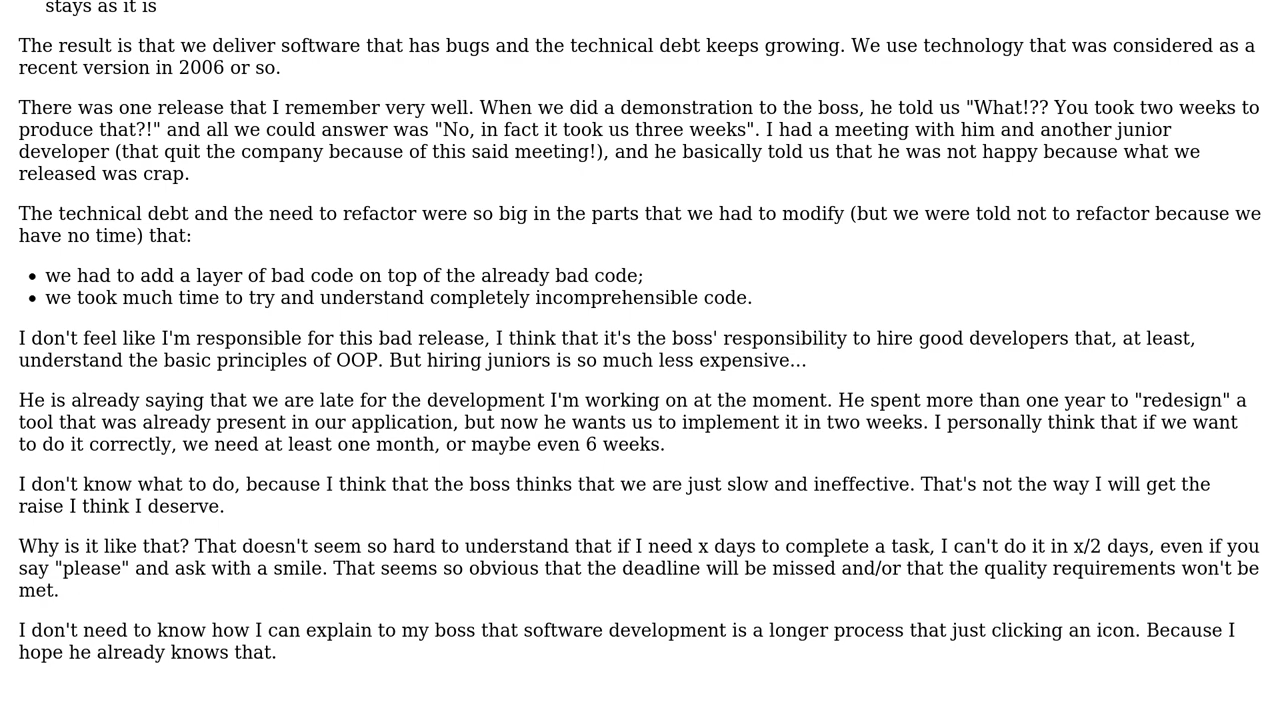 stays as it is
The result is that we deliver software that has bugs and the technical debt keeps growing. We use technology that was considered as a
recent version in 2006 or so.
There was one release that I remember very well. When we did a demonstration to the boss, he told us "What!?? You took two weeks to
produce that?!" and all we could answer was "No, in fact it took us three weeks". I had a meeting with him and another junior
developer (that quit the company because of this said meeting!), and he basically told us that he was not happy because what we
released was crap.
The technical debt and the need to refactor were so big in the parts that we had to modify (but we were told not to refactor because we
have no time) that:
• we had to add a layer of bad code on top of the already bad code;
• we took much time to try and understand completely incomprehensible code.
I don't feel like I'm responsible for this bad release, I think that it's the boss' responsibility to hire good developers that, at least,
understand the basic principles of OOP. But hiring juniors is so much less expensive...
He is already saying that we are late for the development I'm working on at the moment. He spent more than one year to "redesign" a
tool that was already present in our application, but now he wants us to implement it in two weeks. I personally think that if we want
to do it correctly, we need at least one month, or maybe even 6 weeks.
I don't know what to do, because I think that the boss thinks that we are just slow and ineffective. That's not the way I will get the
raise I think I deserve.
Why is it like that? That doesn't seem so hard to understand that if I need x days to complete a task, I can't do it in x/2 days, even if you
say "please" and ask with a smile. That seems so obvious that the deadline will be missed and/or that the quality requirements won't be
met.
I don't need to know how I can explain to my boss that software development is a longer process that just clicking an icon. Because I
hope he already knows that.